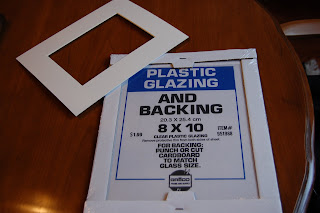 PLASTIC
GLAZING
AND
BACKING
20.3 X 25.4 cm
8 X 10
$1.60
ITEM#
CLEAR PLASTIC GLAZING
FOR BACKING:
PUNCH OR CUT
CARDBOARD
TO MATCH
GLASS SIZE.